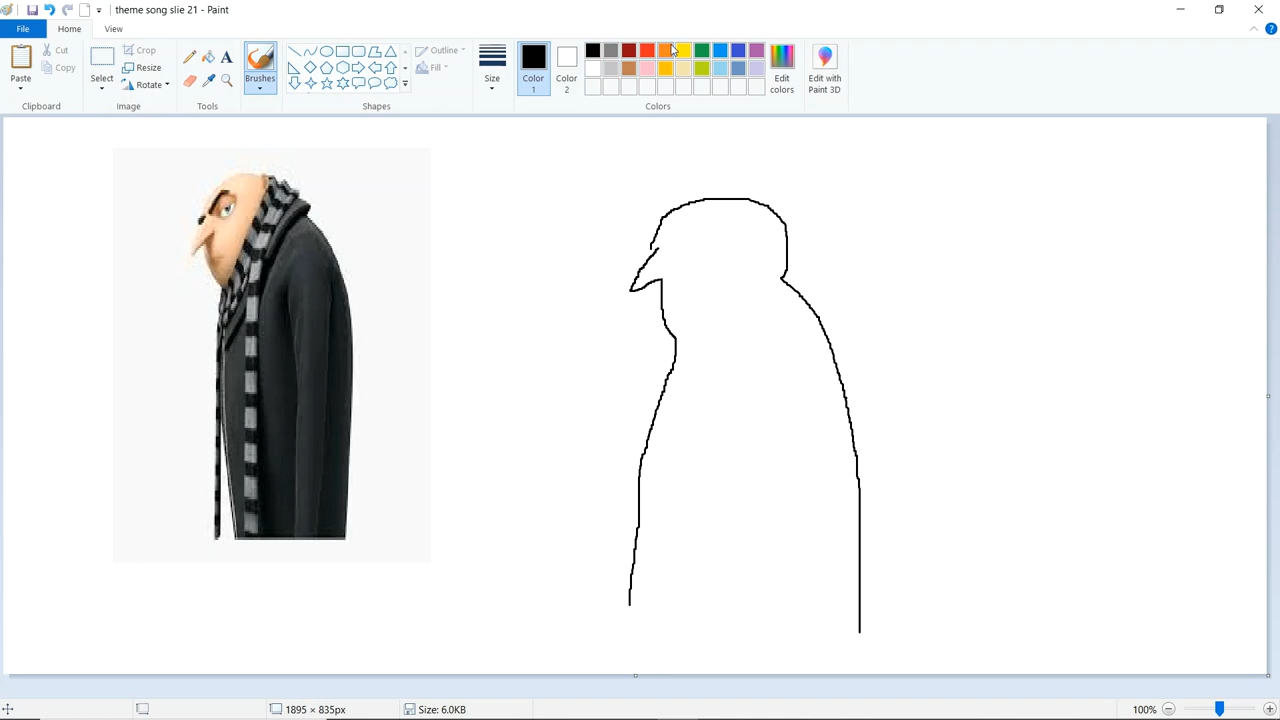 theme song slie 21 - Paint
File Home View
Paste
Cut
Copy
Clipboard
Select
Crop
Resize
Rotate
Image
A
Tools
Brushes
Outline
Fill
Shapes
Size
Color 1
Color 2
Edit colors
Colors
Edit with Paint 3D
1895 × 835px
Size: 6.0KB
100%